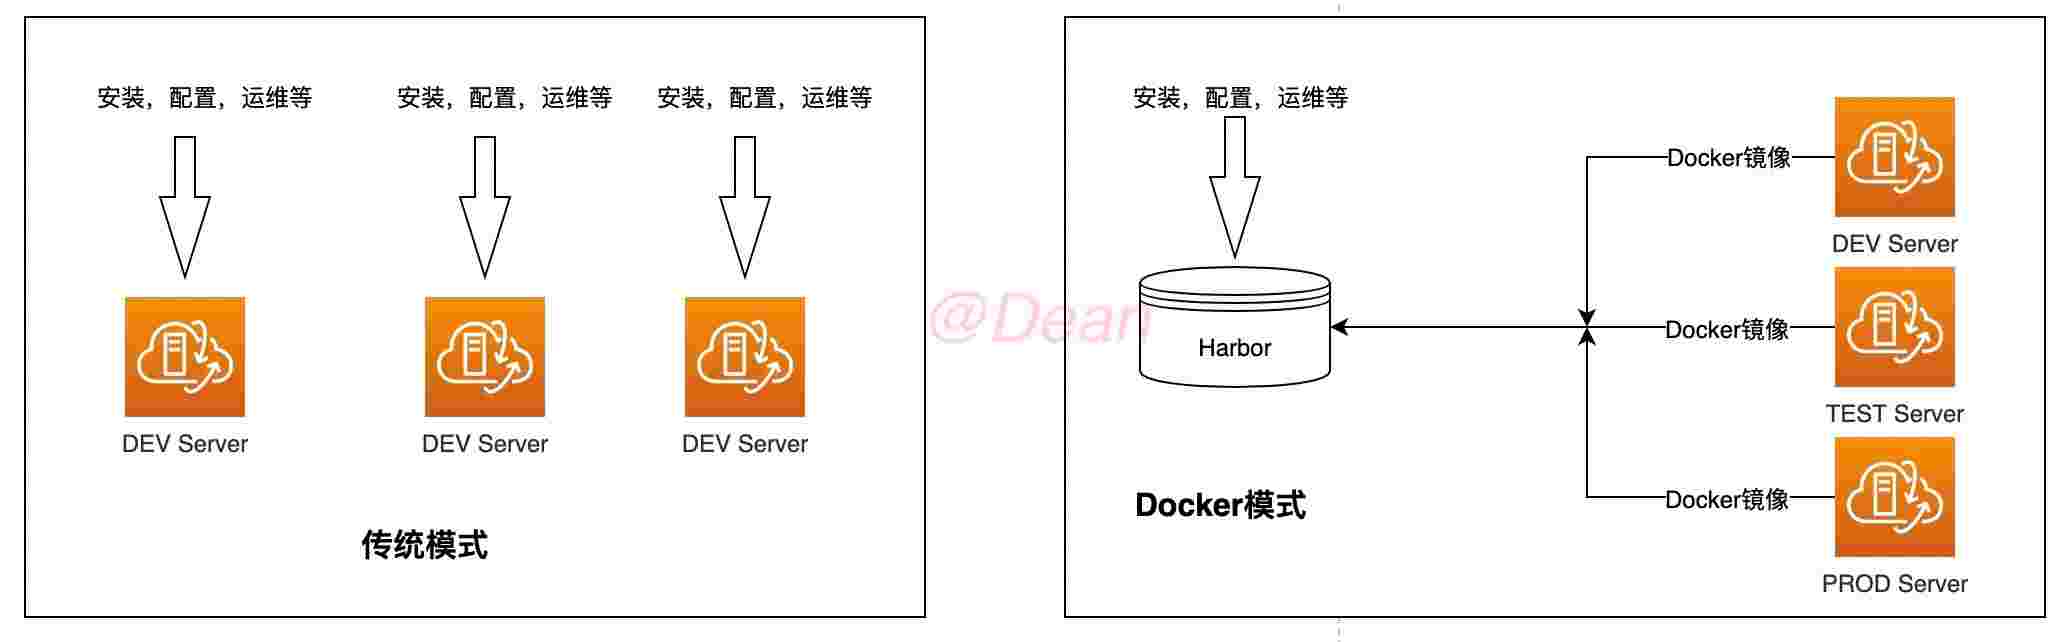 安装，配置，运维等
安装，配置，运维等
安装，配置，运维等
DEV Server
DEV Server
DEV Server
传统模式
@Dean
安装，配置，运维等
Harbor
Docker模式
Docker镜像
DEV Server
Docker镜像
TEST Server
Docker镜像
PROD Server